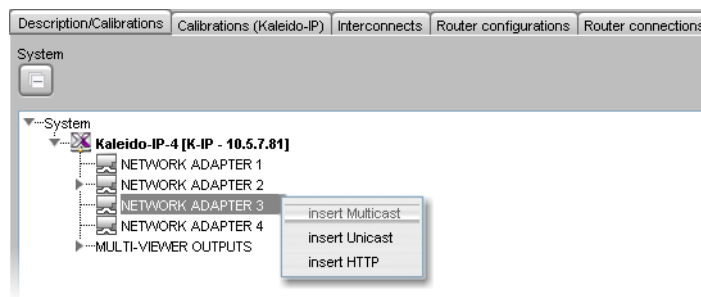 Description/Calibrations Calibrations (Kaleido-IP) Interconnects Router configurations Router connections
System
System
Kaleido-IP-4 [K-IP - 10.5.7.81]
NETWORK ADAPTER 1
NETWORK ADAPTER 2
NETWORK ADAPTER 3
NETWORK ADAPTER 4
MULTI-VIEWER OUTPUTS
insert Multicast
insert Unicast
insert HTTP